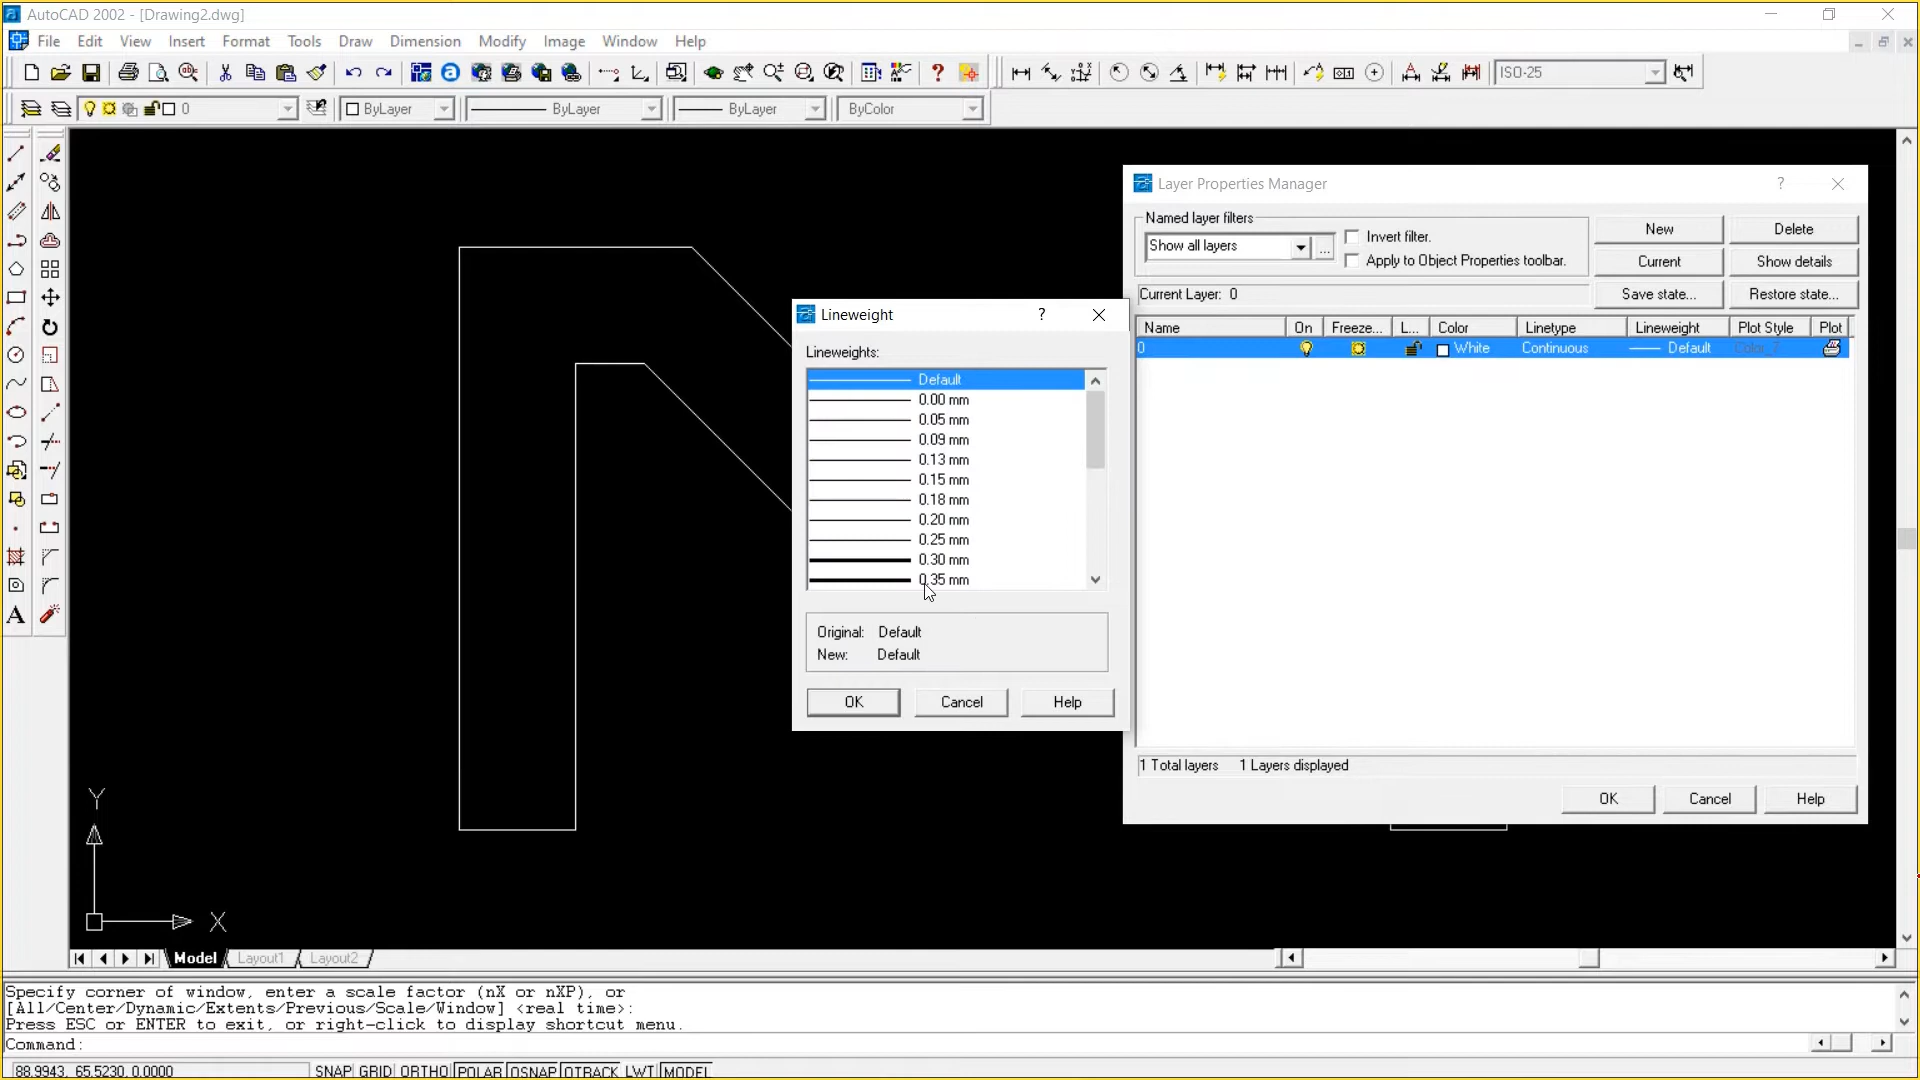 AutoCAD 2002 - [Drawing2.dwg]
File Edit View Insert Format Tools Draw Dimension Modify Image Window Help
ISO-25
0 ByLayer ByLayer ByLayer ByColor
Layer Properties Manager
Named layer filters
Show all layers
...
Invert filter.
Apply to Object Properties toolbar.
New Delete
Current Show details
Current Layer: 0
Save state... Restore state...
Name On Freeze... L... Color Linetype Lineweight Plot Style Plot
0 White Continuous Default Color_7
1 Total layers 1 Layers displayed
OK Cancel Help
Lineweight
Lineweights:
Default
0.00 mm
0.05 mm
0.09 mm
0.13 mm
0.15 mm
0.18 mm
0.20 mm
0.25 mm
0.30 mm
0.35 mm
Original: Default
New: Default
OK Cancel Help
Y
X
A
Model Layout1 Layout2
Specify corner of window, enter a scale factor (nX or nXP), or
[All/Center/Dynamic/Extents/Previous/Scale/Window] <real time>:
Press ESC or ENTER to exit, or right-click to display shortcut menu.
Command:
88.9943, 65.5230, 0.0000 SNAP GRID ORTHO POLAR OSNAP OTRACK LWT MODEL